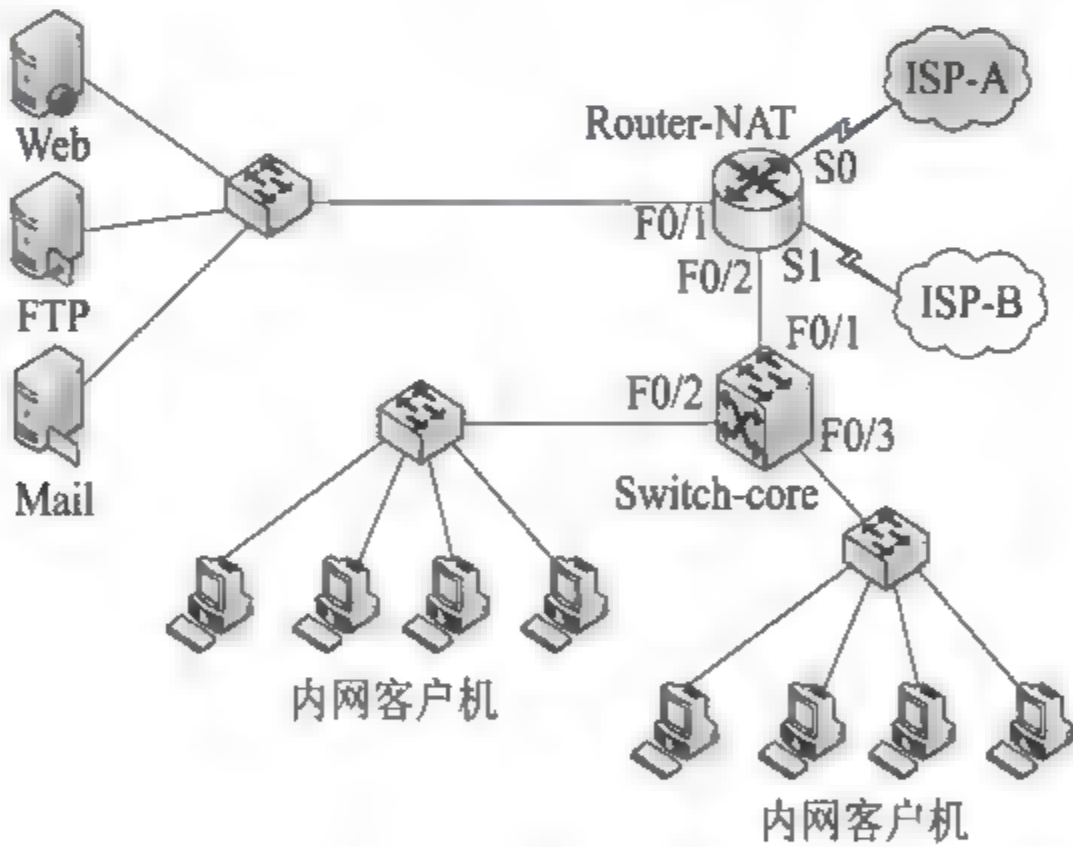 Web
FTP
Mail
Router-NAT
ISP-A
S0
F0/1
F0/2
S1
ISP-B
F0/1
F0/2
F0/3
Switch-core
内网客户机
内网客户机